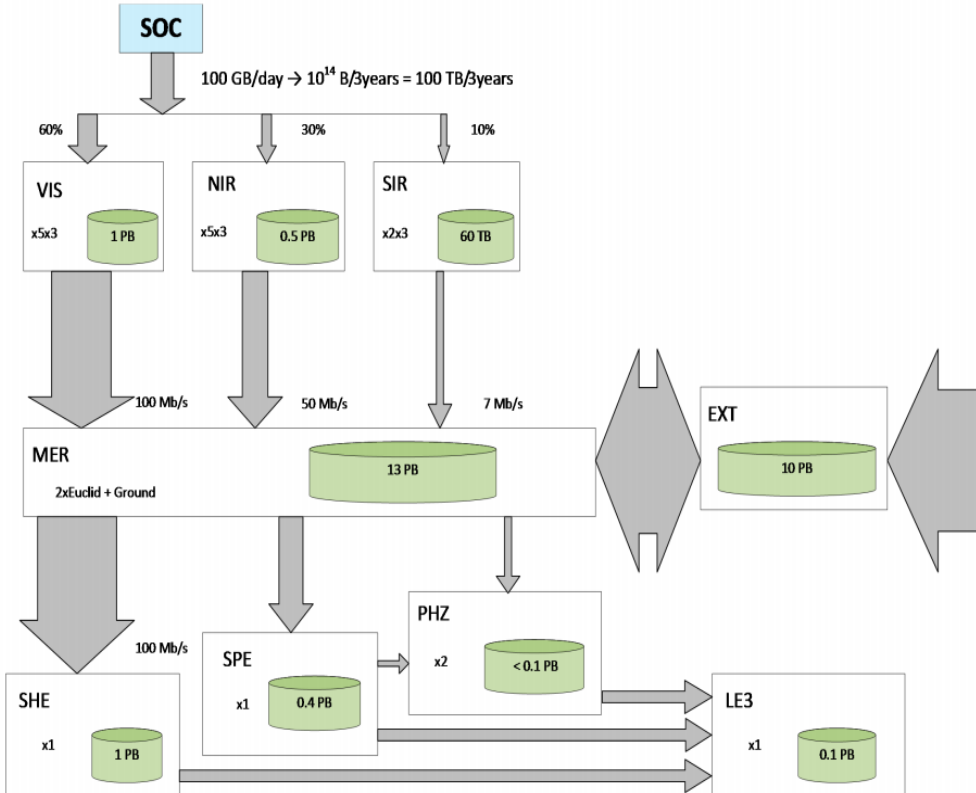 SOC
100 GB/day → 10¹⁴ B/3years = 100 TB/3years
60%
30%
10%
VIS
x5x3
1 PB
NIR
x5x3
0.5 PB
SIR
x2x3
60 TB
100 Mb/s
50 Mb/s
7 Mb/s
MER
2xEuclid + Ground
13 PB
EXT
10 PB
100 Mb/s
PHZ
x2
< 0.1 PB
SPE
x1
0.4 PB
SHE
x1
1 PB
LE3
x1
0.1 PB